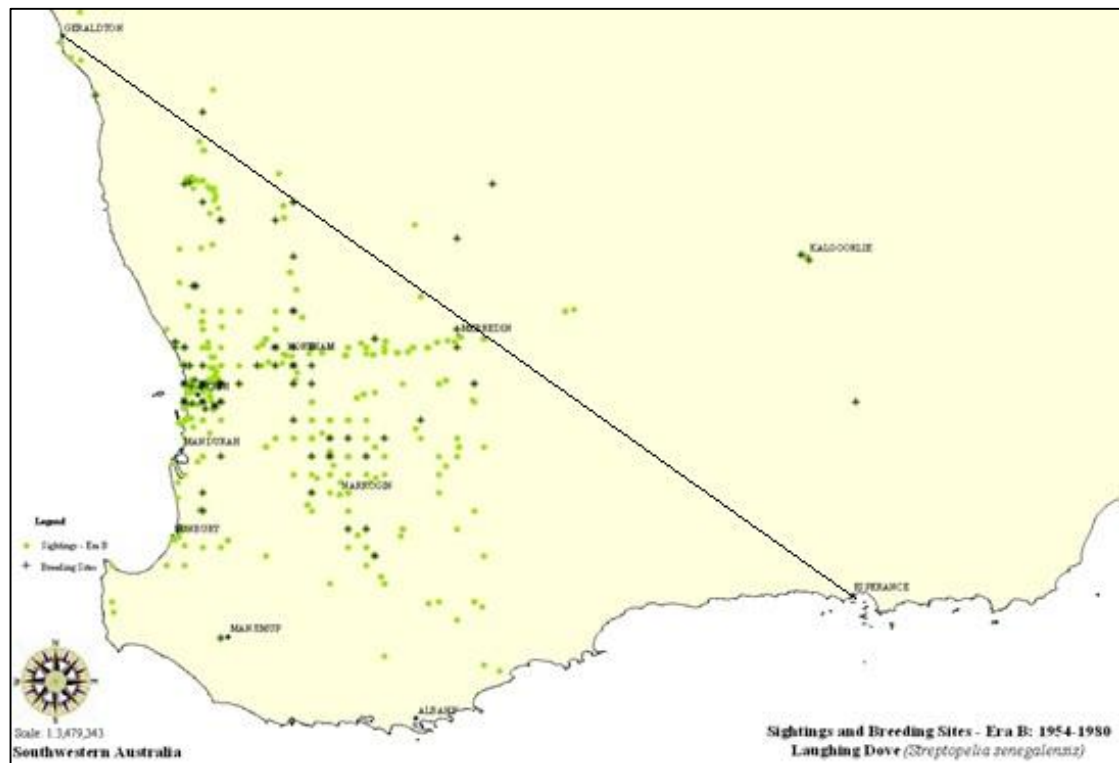 GERALDTON
KALGOORLIE
MERREDIN
NORTHAM
MANDURAH
NARROGIN
Legend
BUNBURY
Sightings - Era B
Breeding Sites
ESPERANCE
MANJIMUP
N
ALBANY
Scale: 1:3,479,343
Southwestern Australia
Sightings and Breeding Sites - Era B: 1954-1980
Laughing Dove (Streptopelia senegalensis)